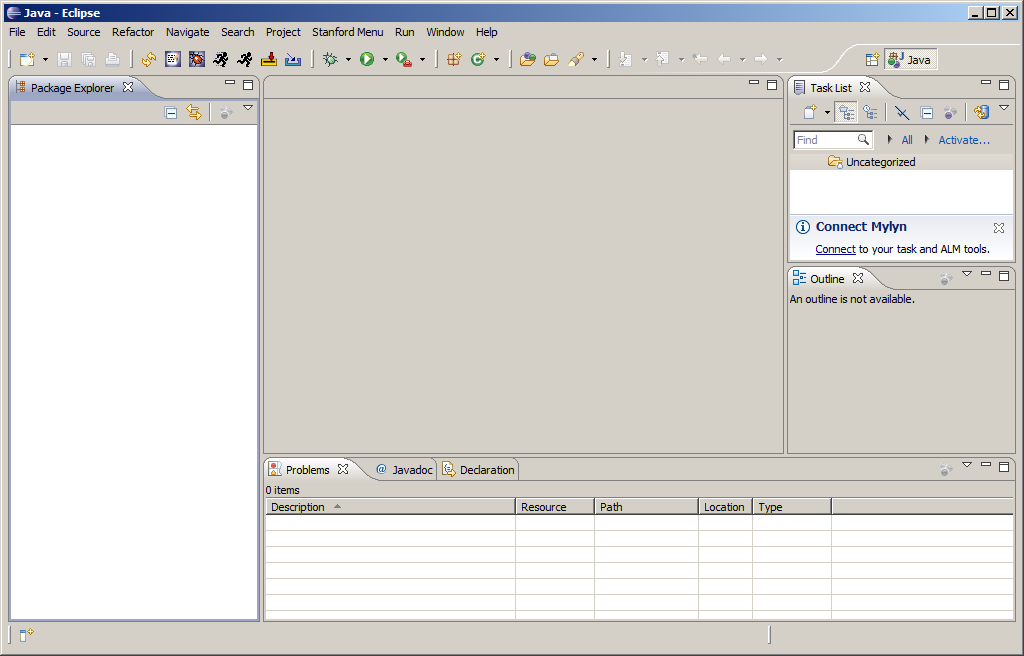 Java - Eclipse
File Edit Source Refactor Navigate Search Project Stanford Menu Run Window Help
Java
Package Explorer
Task List
Find All Activate...
Uncategorized
Connect Mylyn
Connect to your task and ALM tools.
Outline
An outline is not available.
Problems @ Javadoc Declaration
0 items
Description Resource Path Location Type